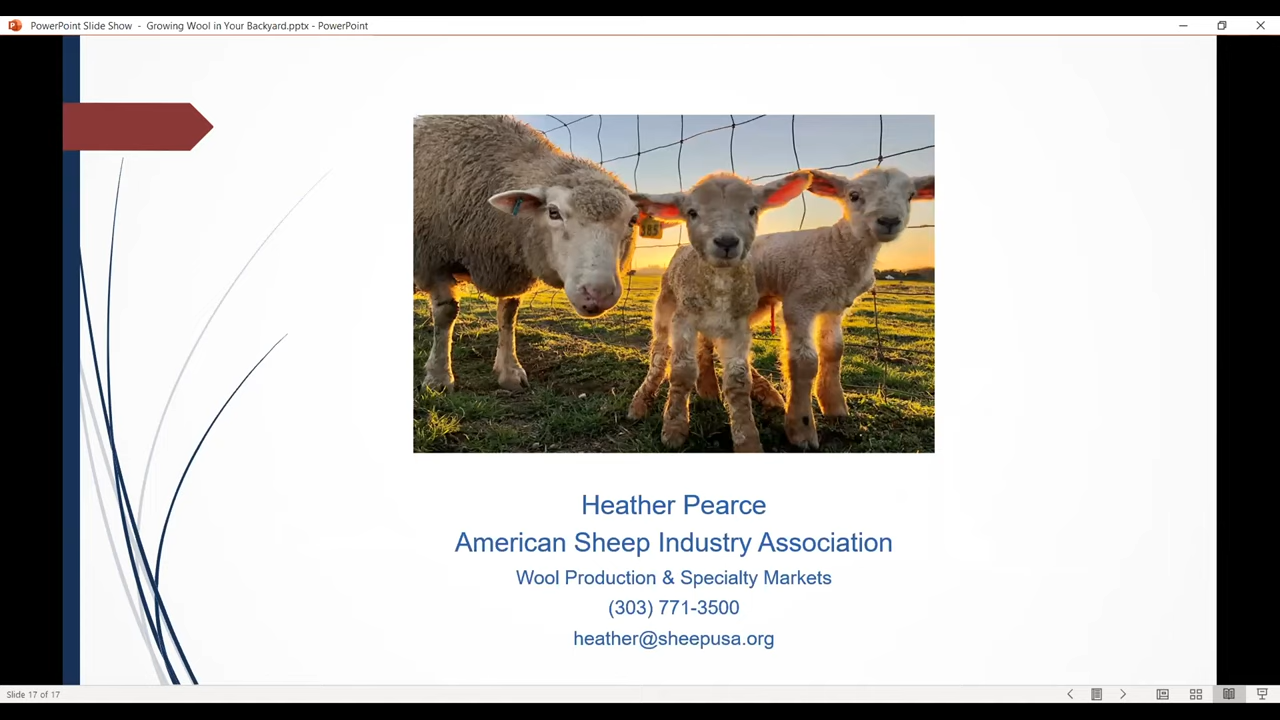 PowerPoint Slide Show - Growing Wool in Your Backyard.pptx - PowerPoint
385
Heather Pearce
American Sheep Industry Association
Wool Production & Specialty Markets
(303) 771-3500
heather@sheepusa.org
Slide 17 of 17